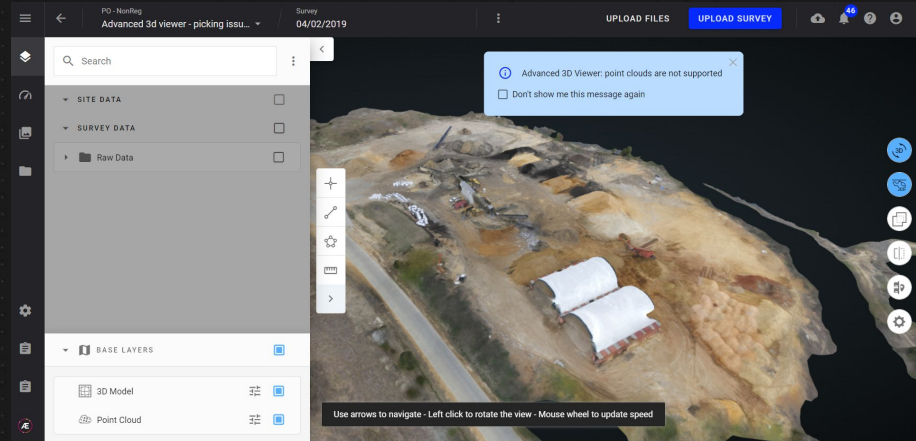 PO - NonReg
Advanced 3d viewer - picking issu...
Survey
04/02/2019
UPLOAD FILES
UPLOAD SURVEY
46
Search
SITE DATA
SURVEY DATA
Raw Data
BASE LAYERS
3D Model
Point Cloud
Advanced 3D Viewer: point clouds are not supported
Don't show me this message again
3D
Use arrows to navigate - Left click to rotate the view - Mouse wheel to update speed
Æ